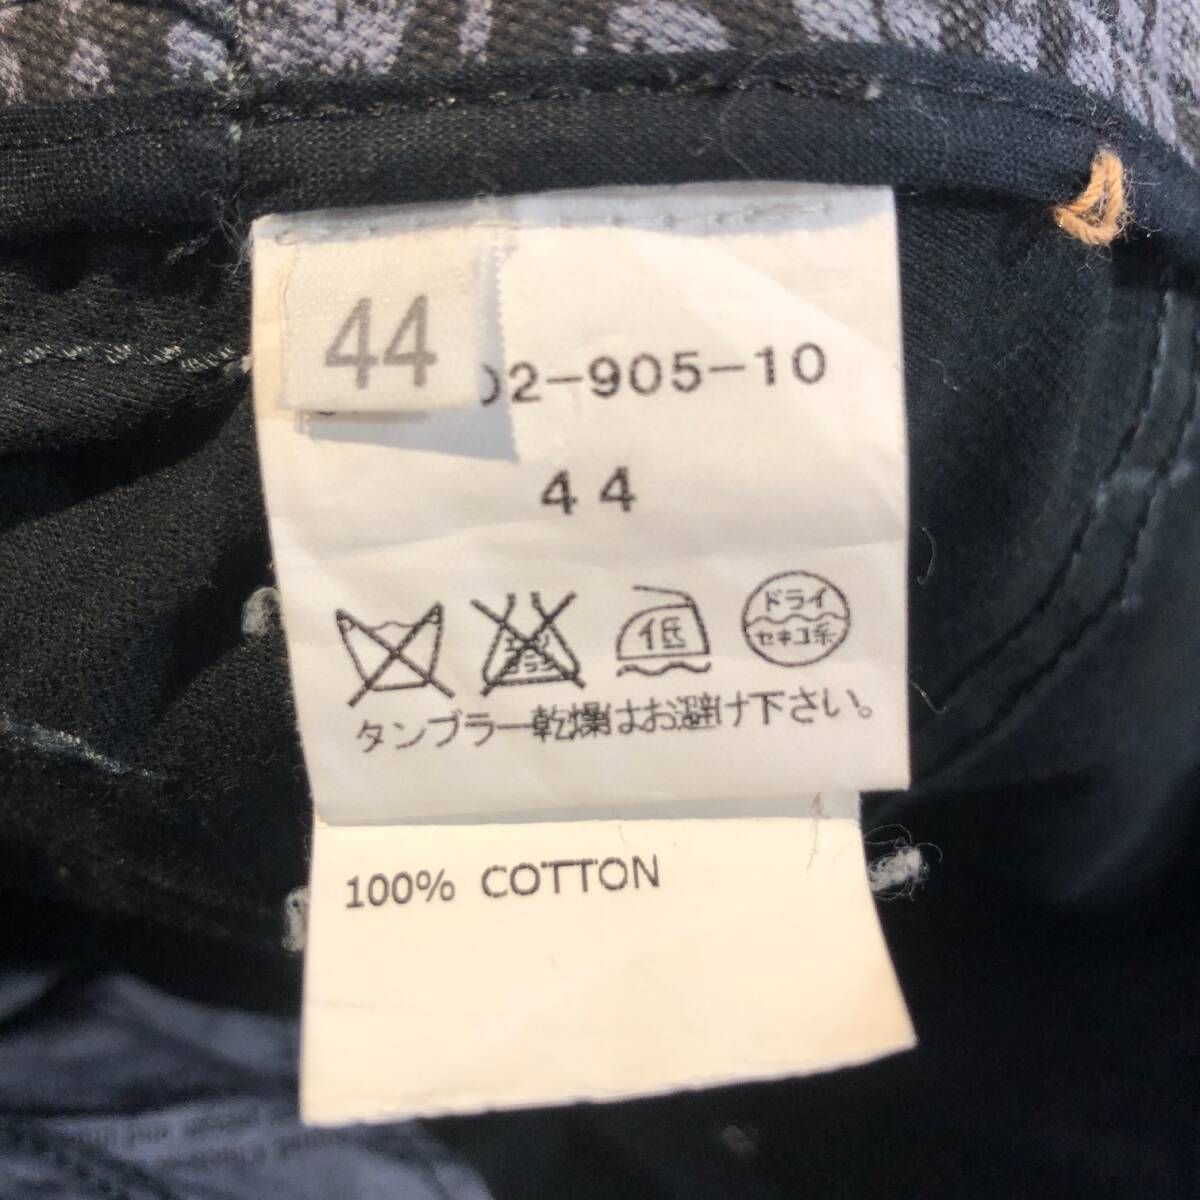 44
02-905-10
44
低
ドライ
セキユ系
タンブラー乾燥はお避け下さい。
100% COTTON